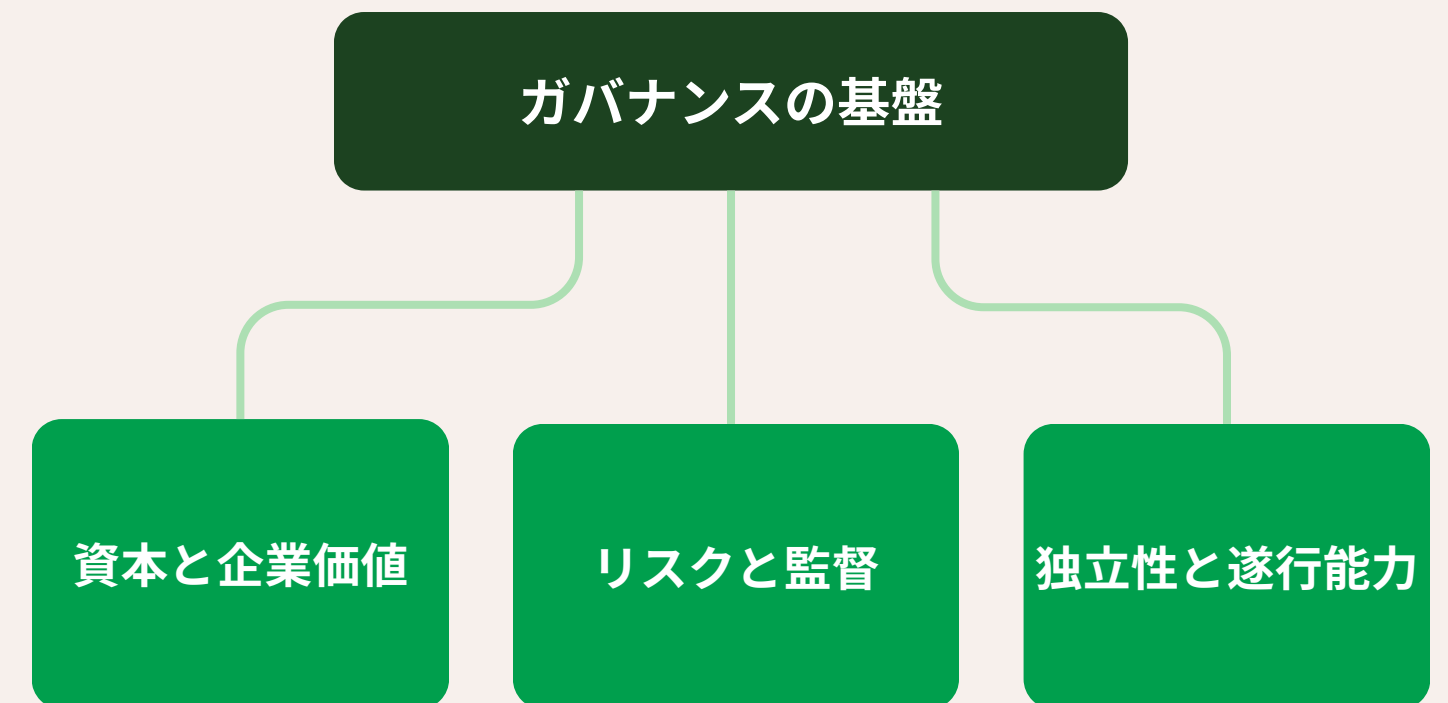 ガバナンスの基盤
資本と企業価値
リスクと監督
独立性と遂行能力